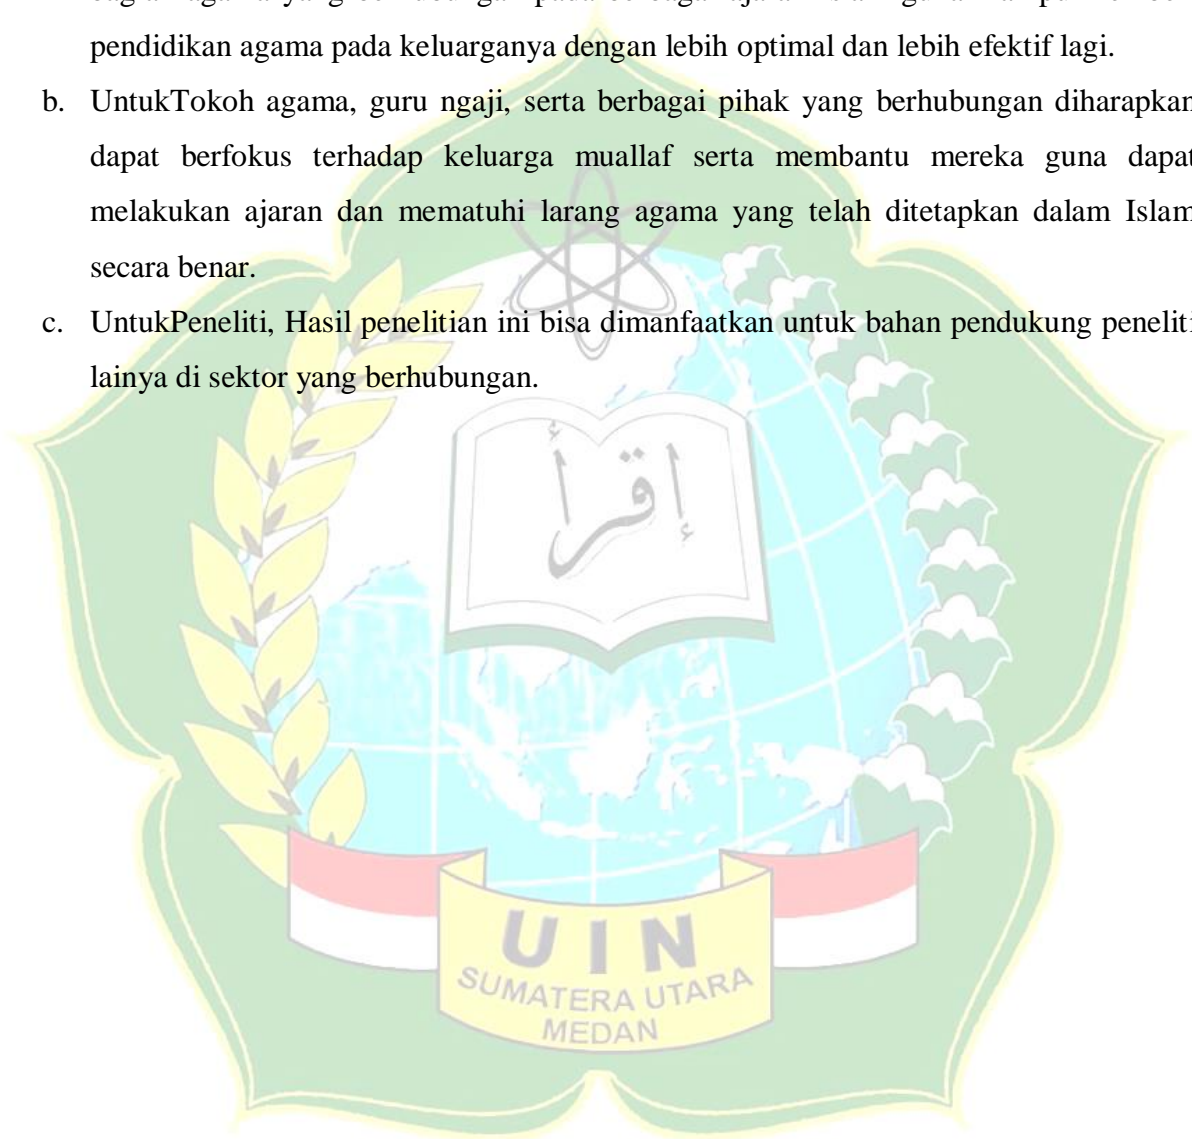 pendidikan agama pada keluarganya dengan lebih optimal dan lebih efektif lagi.
b. UntukTokoh agama, guru ngaji, serta berbagai pihak yang berhubungan diharapkan
dapat berfokus terhadap keluarga muallaf serta membantu mereka guna dapat
melakukan ajaran dan mematuhi larang agama yang telah ditetapkan dalam Islam
secara benar.
c. UntukPeneliti, Hasil penelitian ini bisa dimanfaatkan untuk bahan pendukung peneliti
lainya di sektor yang berhubungan.
إقرأ
UIN
SUMATERA UTARA
MEDAN